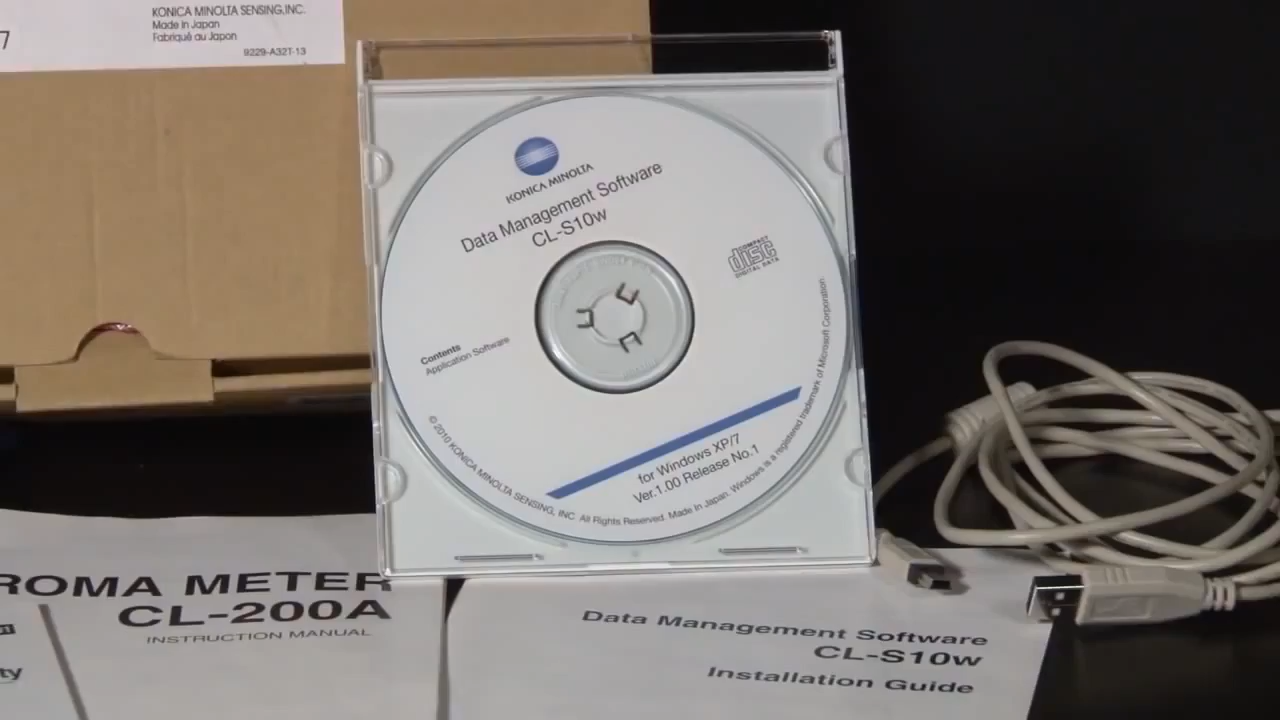 KONICA MINOLTA SENSING,INC.
Made in Japan
Fabriqué au Japon
9229-A32T-13
7
KONICA MINOLTA
Data Management Software
CL-S10w
COMPACT
disc
DIGITAL DATA
Contents
Application Software
for Windows XP/7
Ver.1.00 Release No.1
© 2010 KONICA MINOLTA SENSING, INC. All Rights Reserved. Made In Japan. Windows is a registered trademark of Microsoft Corporation
ROMA METER
CL-200A
INSTRUCTION MANUAL
ty
Data Management Software
CL-S10w
Installation Guide